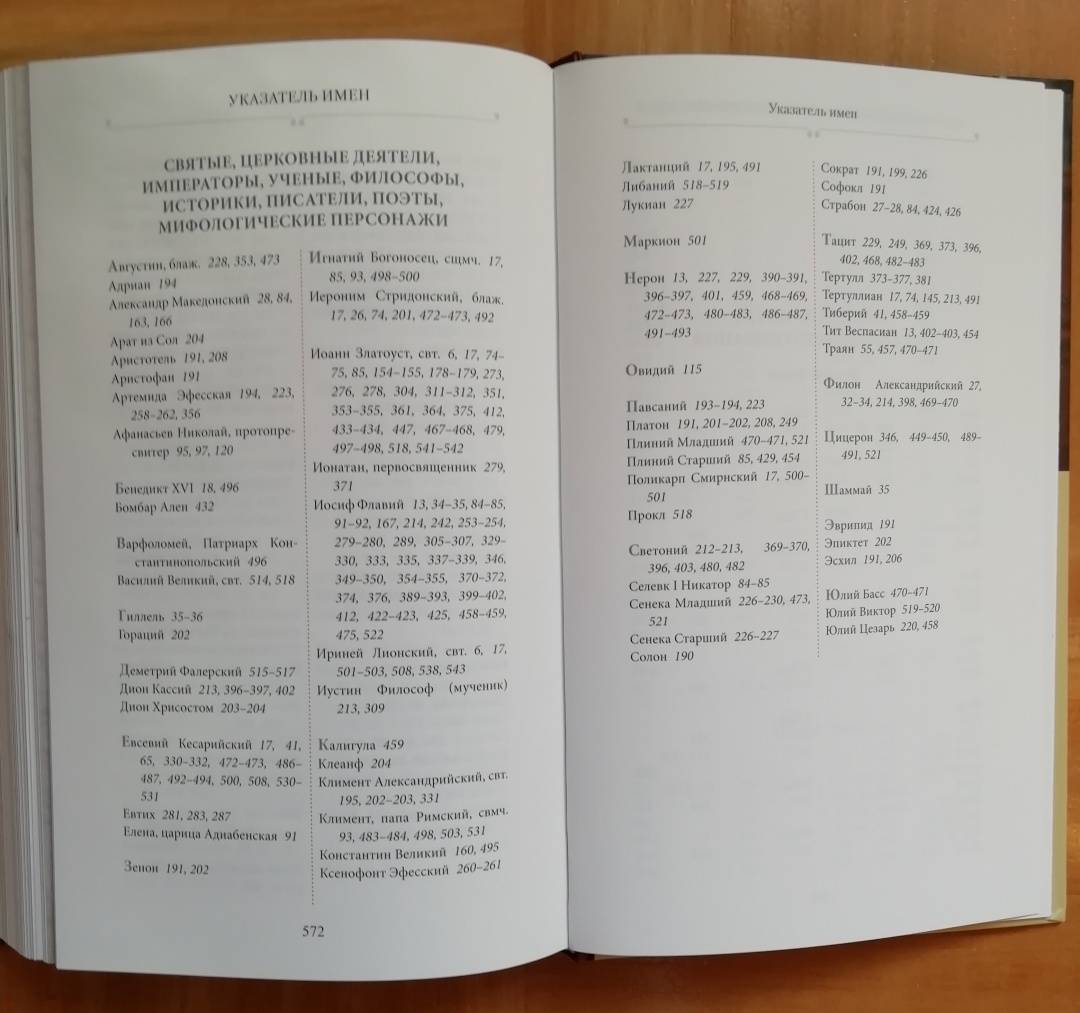 УКАЗАТЕЛЬ ИМЕН
СВЯТЫЕ, ЦЕРКОВНЫЕ ДЕЯТЕЛИ,
ИМПЕРАТОРЫ, УЧЕНЫЕ, ФИЛОСОФЫ,
ИСТОРИКИ, ПИСАТЕЛИ, ПОЭТЫ,
МИФОЛОГИЧЕСКИЕ ПЕРСОНАЖИ
Августин, блаж. 228, 353, 473
Адриан 194
Александр Македонский 28, 84,
163, 166
Арат из Сол 204
Аристотель 191, 208
Аристофан 191
Артемида Эфесская 194, 223,
258–262, 356
Афанасьев Николай, протопре-
свитер 95, 97, 120
Бенедикт XVI 18, 496
Бомбар Ален 432
Варфоломей, Патриарх Кон-
стантинопольский 496
Василий Великий, свт. 514, 518
Гиллель 35–36
Гораций 202
Деметрий Фалерский 515–517
Дион Кассий 213, 396–397, 402
Дион Хрисостом 203–204
Евсевий Кесарийский 17, 41,
65, 330–332, 472–473, 486–
487, 492–494, 500, 508, 530–
531
Евтих 281, 283, 287
Елена, царица Адиабенская 91
Зенон 191, 202
Игнатий Богоносец, сщмч. 17,
85, 93, 498–500
Иероним Стридонский, блаж.
17, 26, 74, 201, 472–473, 492
Иоанн Златоуст, свт. 6, 17, 74–
75, 85, 154–155, 178–179, 273,
276, 278, 304, 311–312, 351,
353–355, 361, 364, 375, 412,
433–434, 447, 467–468, 479,
497–498, 518, 541–542
Ионатан, первосвященник 279,
371
Иосиф Флавий 13, 34–35, 84–85,
91–92, 167, 214, 242, 253–254,
279–280, 289, 305–307, 329–
330, 333, 335, 337–339, 346,
349–350, 354–355, 370–372,
374, 376, 389–393, 399–402,
412, 422–423, 425, 458–459,
475, 522
Ириней Лионский, свт. 6, 17,
501–503, 508, 538, 543
Иустин Философ (мученик)
213, 309
Калигула 459
Клеанф 204
Климент Александрийский, свт.
195, 202–203, 331
Климент, папа Римский, свмч.
93, 483–484, 498, 503, 531
Константин Великий 160, 495
Ксенофонт Эфесский 260–261
572
Указатель имен
Лактанций 17, 195, 491
Либаний 518–519
Лукиан 227
Маркион 501
Нерон 13, 227, 229, 390–391,
396–397, 401, 459, 468–469,
472–473, 480–483, 486–487,
491–493
Овидий 115
Павсаний 193–194, 223
Платон 191, 201–202, 208, 249
Плиний Младший 470–471, 521
Плиний Старший 85, 429, 454
Поликарп Смирнский 17, 500–
501
Прокл 518
Светоний 212–213, 369–370,
396, 403, 480, 482
Селевк I Никатор 84–85
Сенека Младший 226–230, 473,
521
Сенека Старший 226–227
Солон 190
Сократ 191, 199, 226
Софокл 191
Страбон 27–28, 84, 424, 426
Тацит 229, 249, 369, 373, 396,
402, 468, 482–483
Тертулл 373–377, 381
Тертуллиан 17, 74, 145, 213, 491
Тиберий 41, 458–459
Тит Веспасиан 13, 402–403, 454
Траян 55, 457, 470–471
Филон Александрийский 27,
32–34, 214, 398, 469–470
Цицерон 346, 449–450, 489–
491, 521
Шаммай 35
Эврипид 191
Эпиктет 202
Эсхил 191, 206
Юлий Басс 470–471
Юлий Виктор 519–520
Юлий Цезарь 220, 458